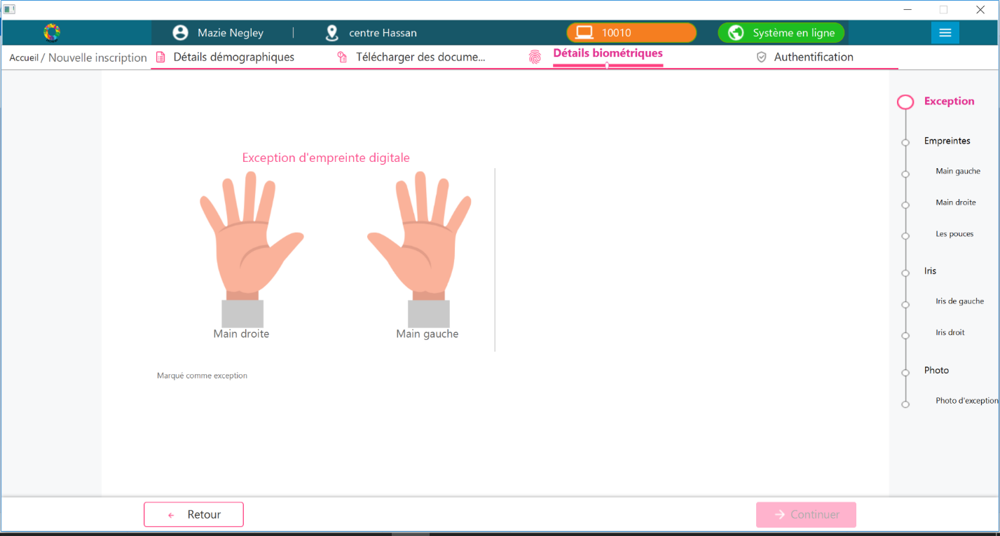 Mazie Negley | centre Hassan 10010 Système en ligne
Accueil / Nouvelle inscription Détails démographiques Télécharger des docume... Détails biométriques Authentification
Exception d'empreinte digitale
Main droite Main gauche
Marqué comme exception
Exception
Empreintes
Main gauche
Main droite
Les pouces
Iris
Iris de gauche
Iris droit
Photo
Photo d'exception
Retour Continuer